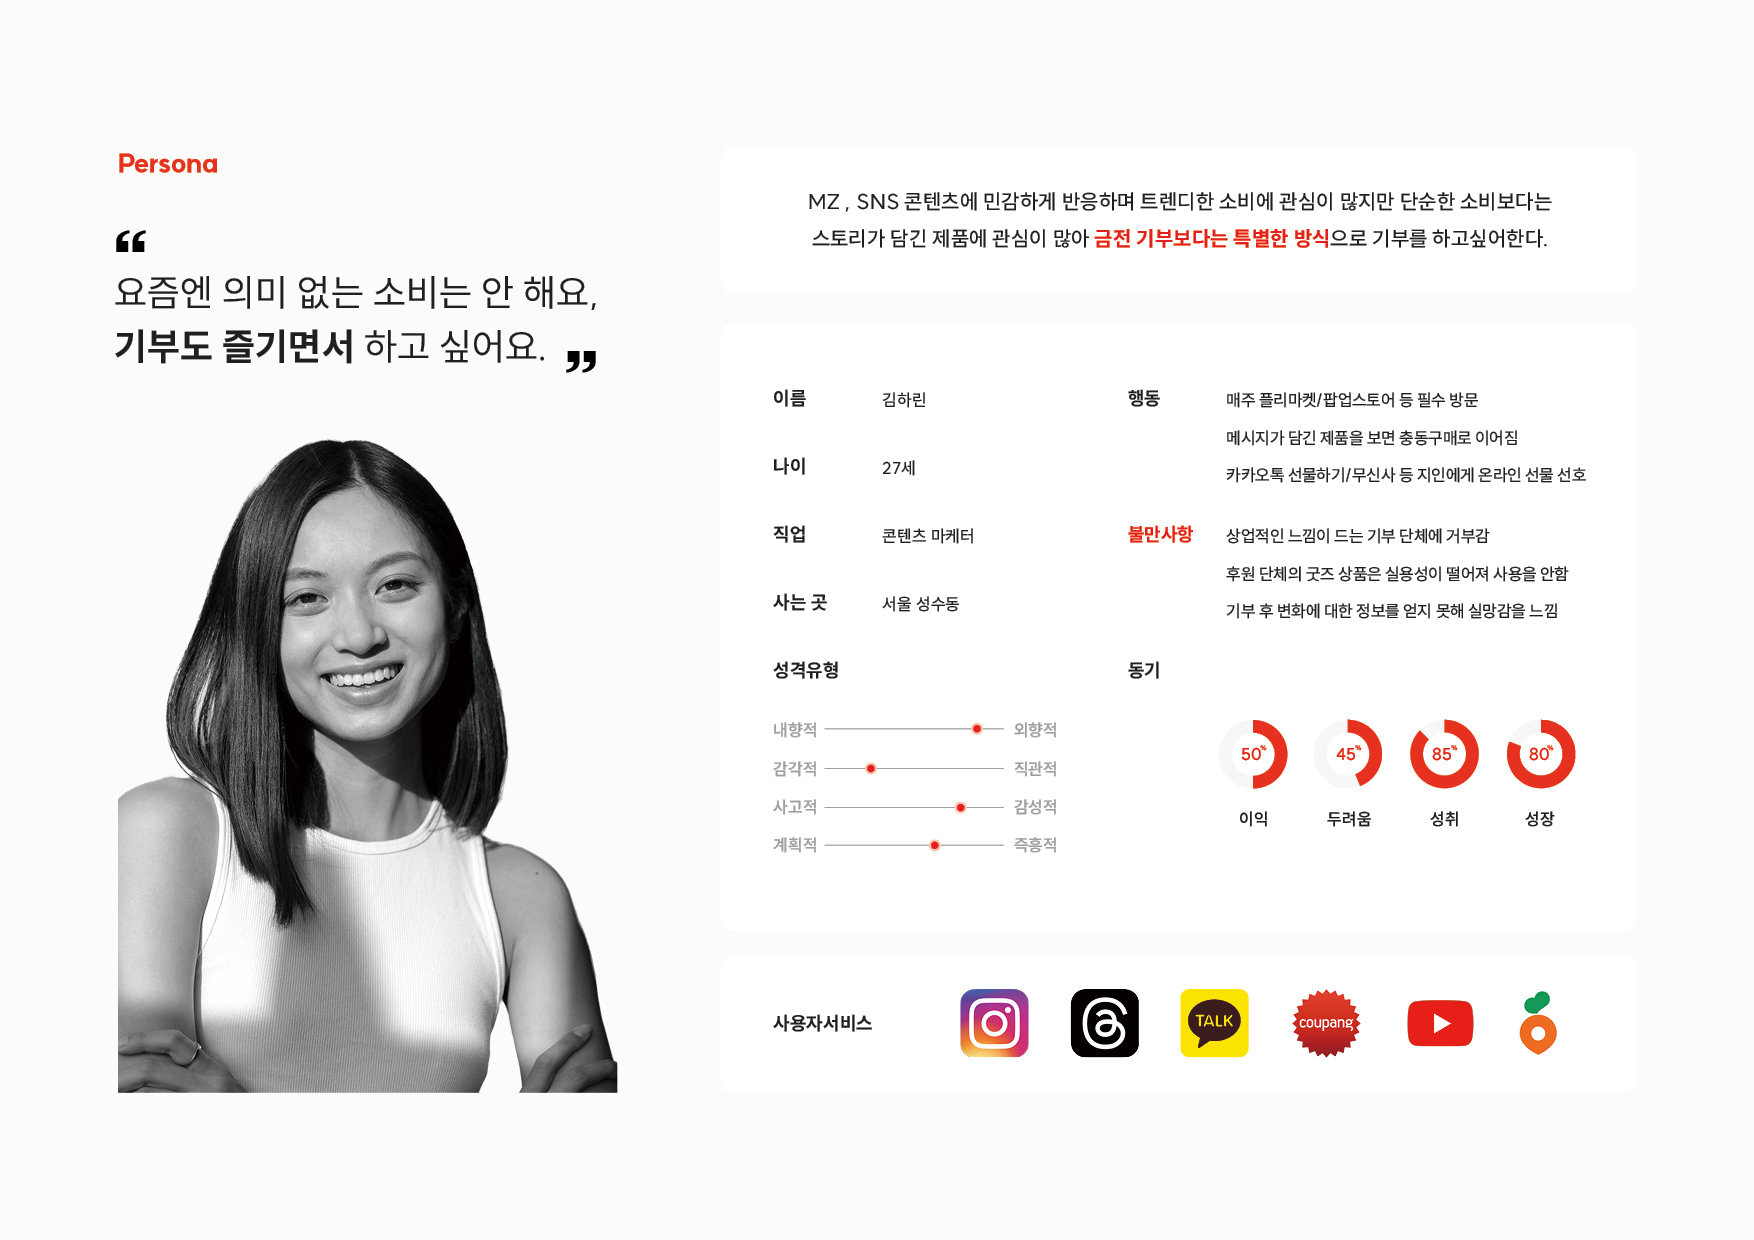 Persona
“
요즘엔 의미 없는 소비는 안 해요,
기부도 즐기면서 하고 싶어요. ”
MZ , SNS 콘텐츠에 민감하게 반응하며 트렌디한 소비에 관심이 많지만 단순한 소비보다는
스토리가 담긴 제품에 관심이 많아 금전 기부보다는 특별한 방식으로 기부를 하고싶어한다.
이름 김하린
나이 27세
직업 콘텐츠 마케터
사는 곳 서울 성수동
성격유형
내향적 외향적
감각적 직관적
사고적 감성적
계획적 즉흥적
행동 매주 플리마켓/팝업스토어 등 필수 방문
메시지가 담긴 제품을 보면 충동구매로 이어짐
카카오톡 선물하기/무신사 등 지인에게 온라인 선물 선호
불만사항 상업적인 느낌이 드는 기부 단체에 거부감
후원 단체의 굿즈 상품은 실용성이 떨어져 사용을 안함
기부 후 변화에 대한 정보를 얻지 못해 실망감을 느낌
동기
50% 45% 85% 80%
이익 두려움 성취 성장
사용자서비스
TALK
coupang